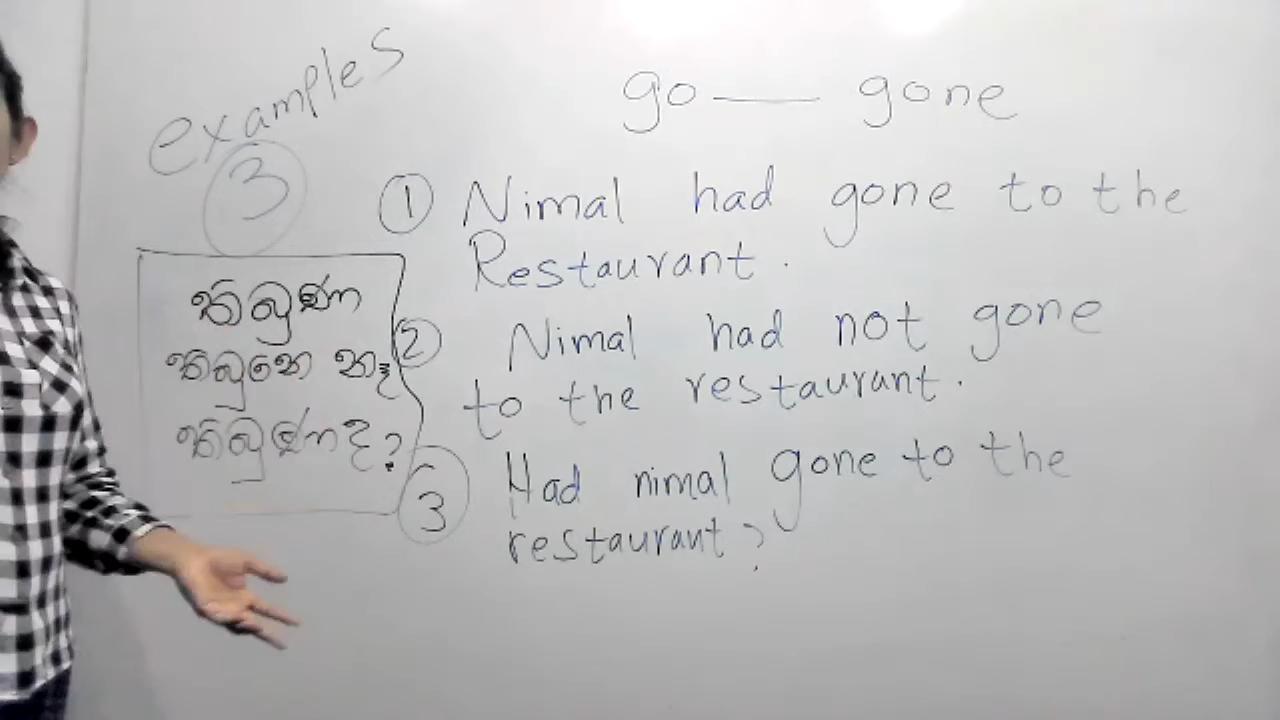 examples
3
go — gone
① Nimal had gone to the
Restaurant.
② Nimal had not gone
to the restaurant.
③ Had nimal gone to the
restaurant?
තිබුණා
තිබුනෙ නෑ
තිබුණාද?